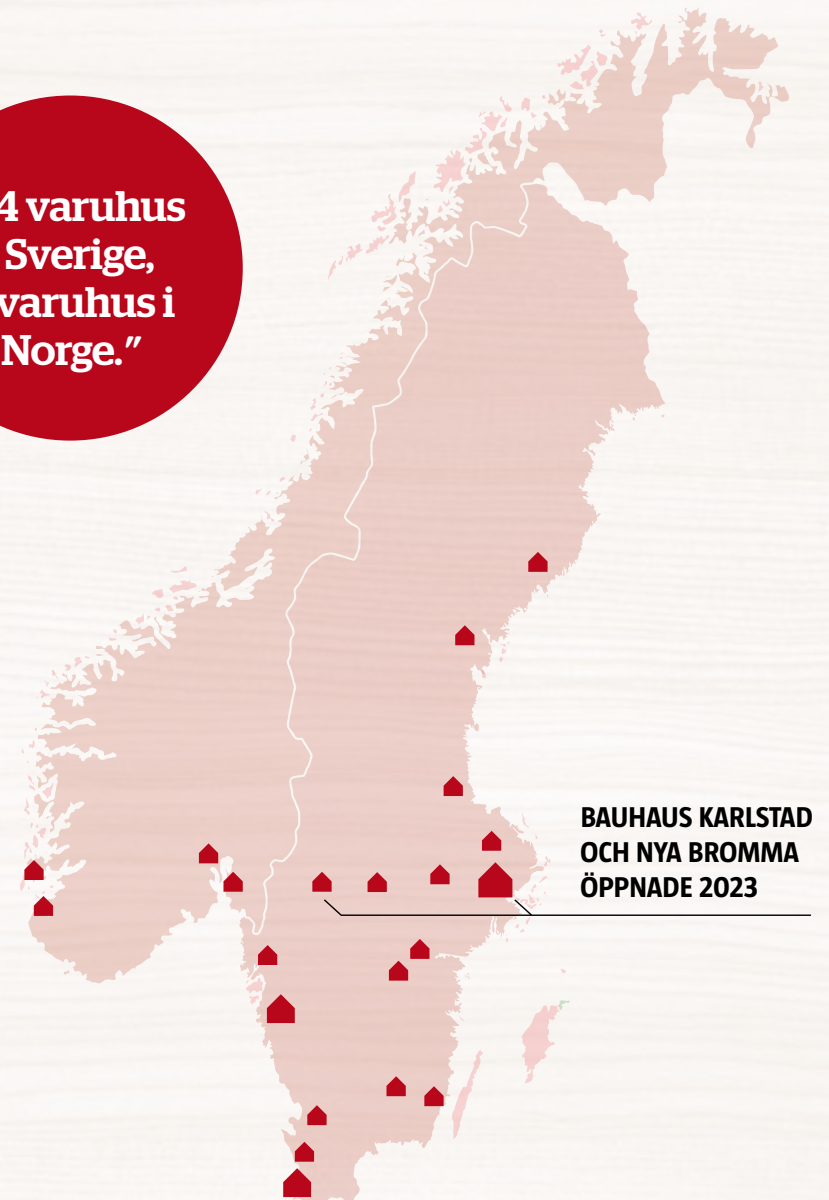 4 varuhus
Sverige,
varuhus i
Norge.”
BAUHAUS KARLSTAD
OCH NYA BROMMA
ÖPPNADE 2023